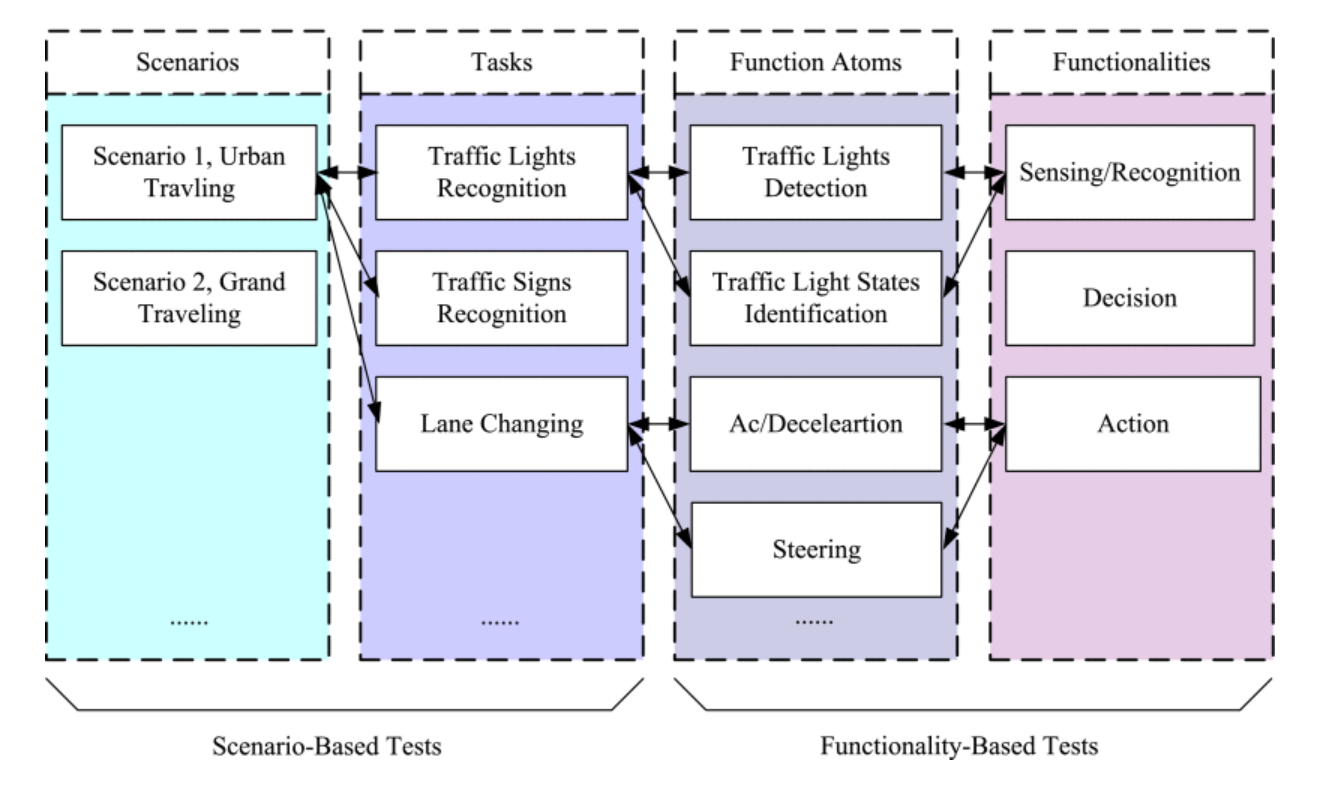 Scenarios
Tasks
Function Atoms
Functionalities
Scenario 1, Urban
Travling
Traffic Lights
Recognition
Traffic Lights
Detection
Sensing/Recognition
Scenario 2, Grand
Traveling
Traffic Signs
Recognition
Traffic Light States
Identification
Decision
Lane Changing
Ac/Deceleartion
Action
Steering
......
......
......
Scenario-Based Tests
Functionality-Based Tests